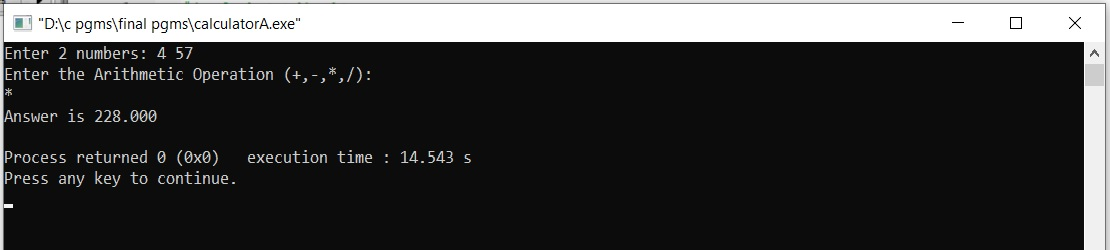 "D:\c pgms\final pgms\calculatorA.exe"
Enter 2 numbers: 4 57
Enter the Arithmetic Operation (+,-,*,/):
*
Answer is 228.000
Process returned 0 (0x0)   execution time : 14.543 s
Press any key to continue.